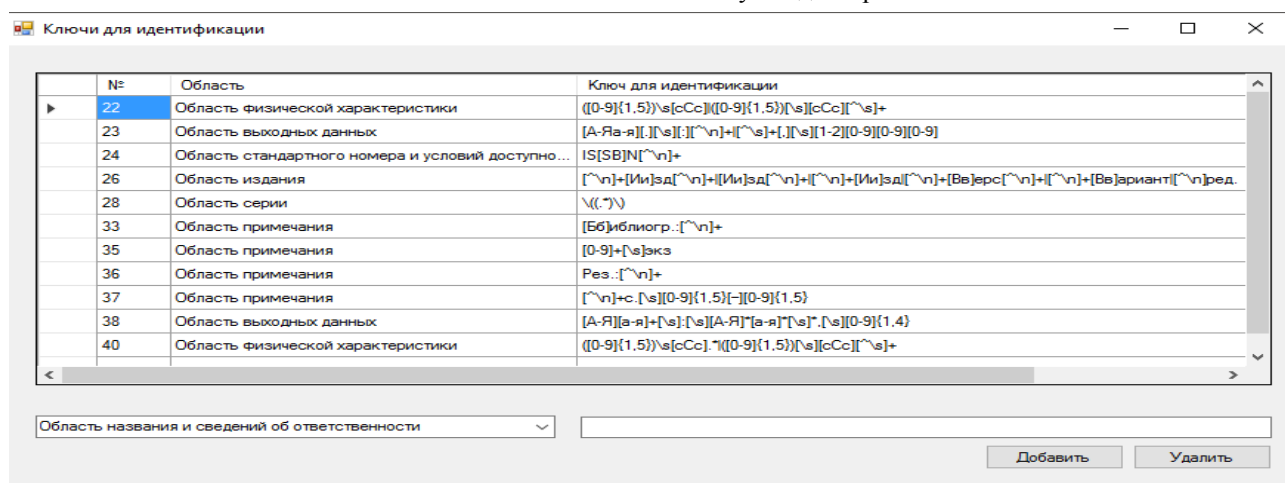 Ключи для идентификации
№ Область Ключ для идентификации
22 Область физической характеристики ([0-9]{1,5})\s[cCс]|([0-9]{1,5})[\s][cCс][^\s]+
23 Область выходных данных [А-Яа-я][.][\s][:][^\n]+|[^\s]+[.][\s][1-2][0-9][0-9][0-9]
24 Область стандартного номера и условий доступно... IS[SB]N[^\n]+
26 Область издания [^\n]+[Ии]зд[^\n]+|[Ии]зд[^\n]+|[^\n]+[Ии]зд|[^\n]+[Вв]ерс[^\n]+|[^\n]+[Вв]ариант|[^\n]ред.
28 Область серии \((.*)\)
33 Область примечания [Бб]иблиогр.:[^\n]+
35 Область примечания [0-9]+[\s]экз
36 Область примечания Рез.:[^\n]+
37 Область примечания [^\n]+с.[\s][0-9]{1,5}[–][0-9]{1,5}
38 Область выходных данных [А-Я][а-я]+[\s]:[\s][А-Я]*[а-я]*[\s]*,[\s][0-9]{1,4}
40 Область физической характеристики ([0-9]{1,5})\s[cCс].*|([0-9]{1,5})[\s][cCс][^\s]+
Область названия и сведений об ответственности
Добавить Удалить